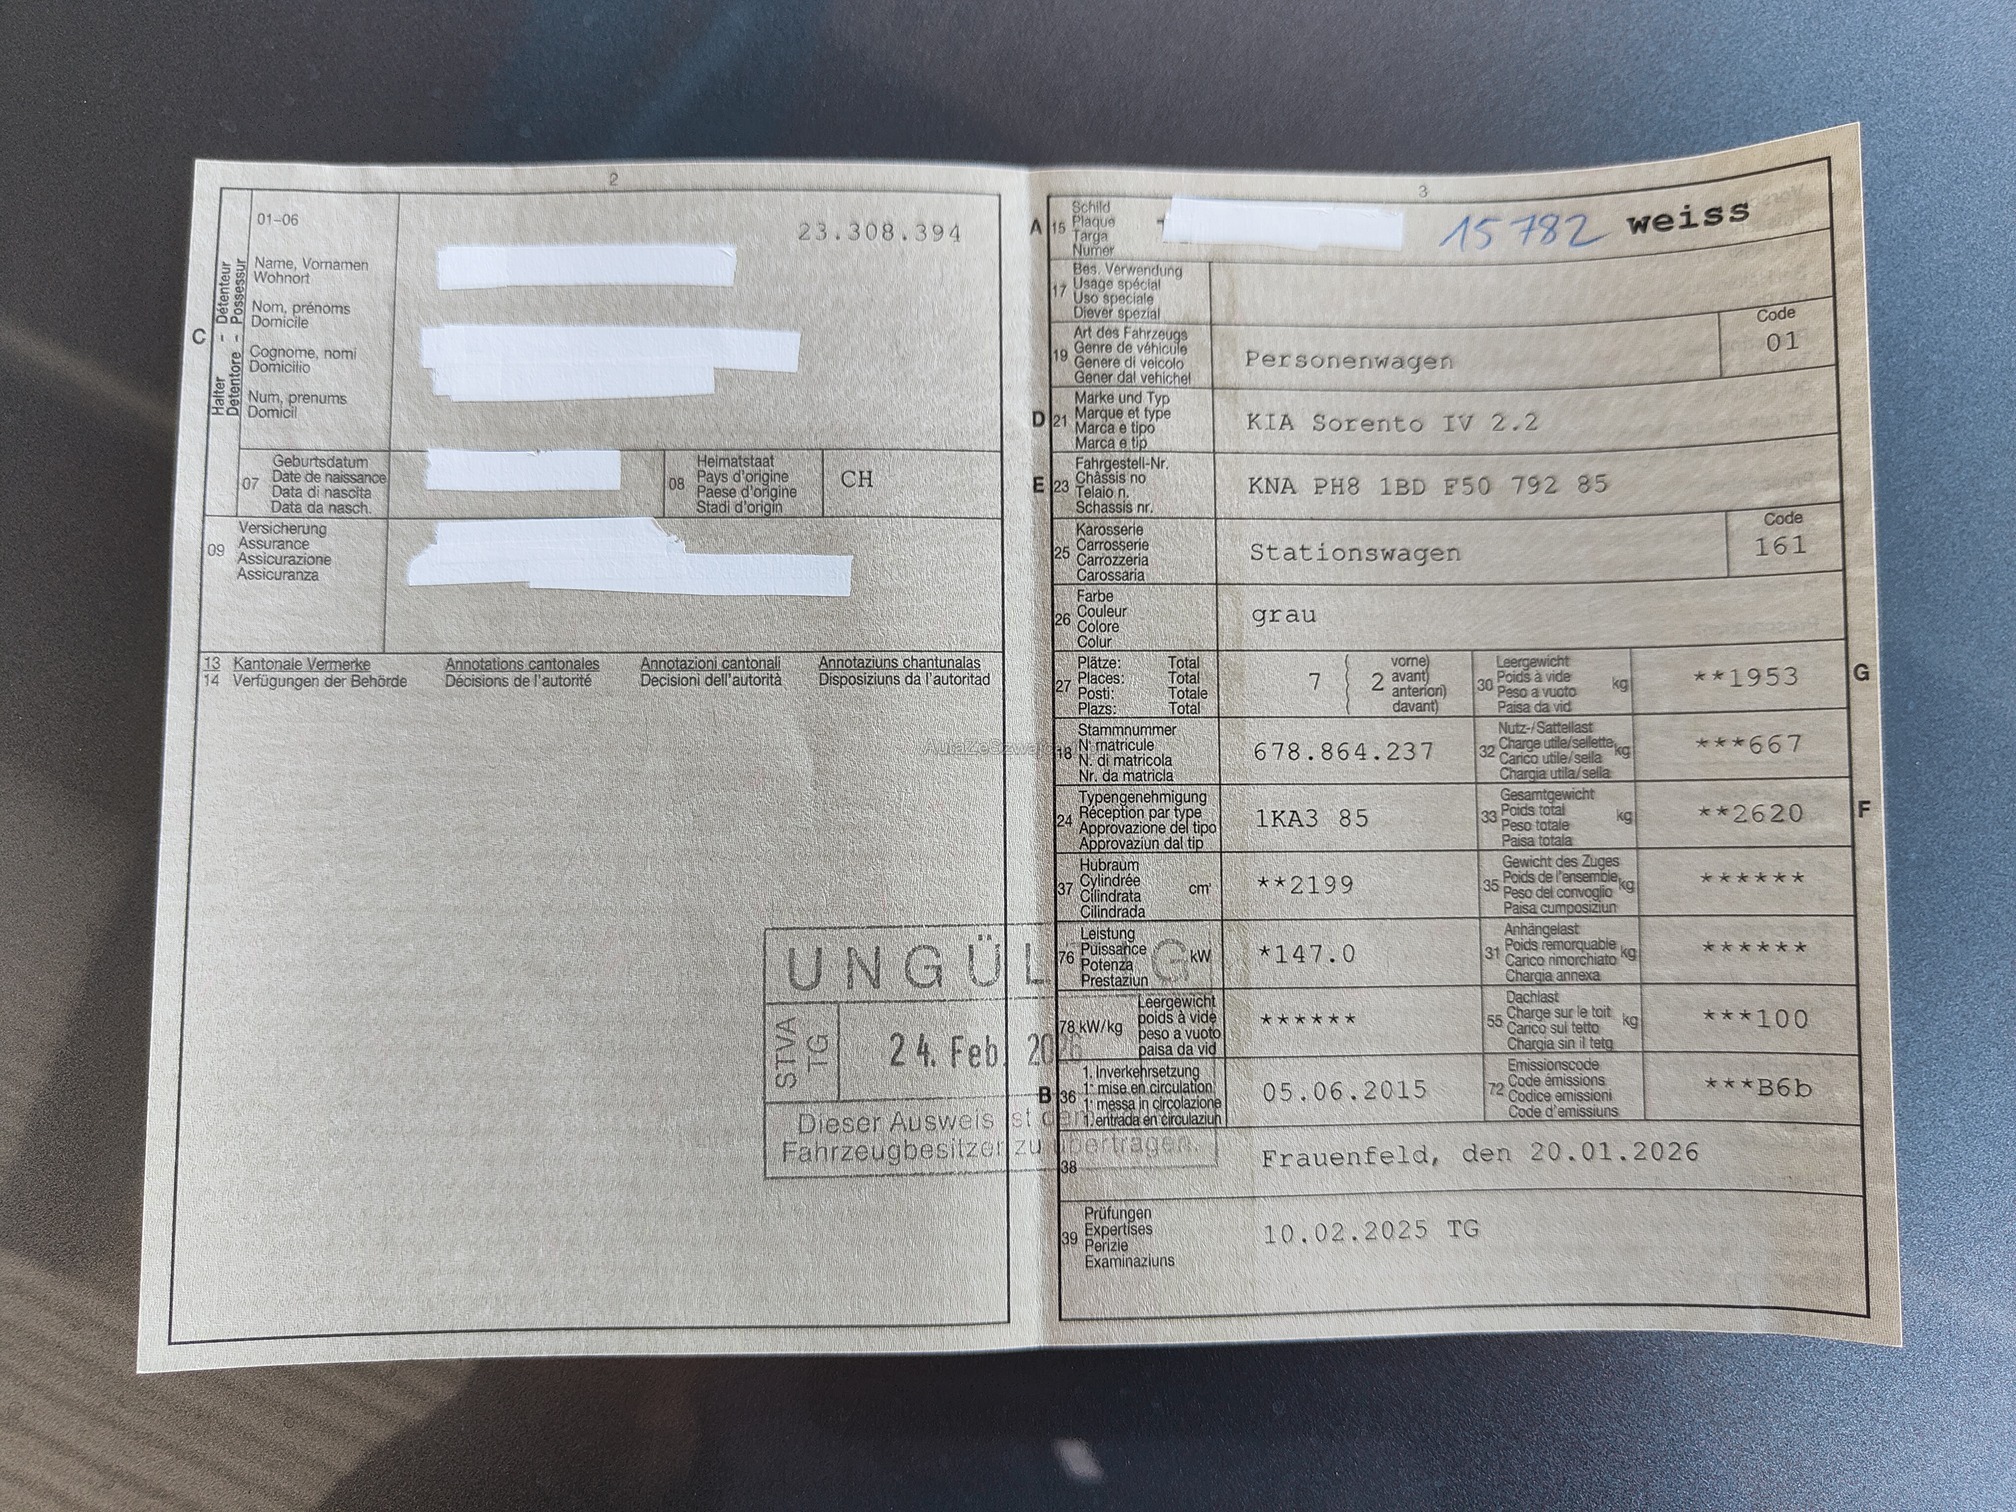 2
01-06
23.308.394
C
Halter - Détenteur
Detentore - Possessur
Name, Vornamen
Wohnort
Nom, prénoms
Domicile
Cognome, nomi
Domicilio
Num, prenums
Domicil
07
Geburtsdatum
Date de naissance
Data di nascita
Data da nasch.
08
Heimatstaat
Pays d'origine
Paese d'origine
Stadi d'origin
CH
09
Versicherung
Assurance
Assicurazione
Assicuranza
13 Kantonale Vermerke Annotations cantonales Annotazioni cantonali Annotaziuns chantunalas
14 Verfügungen der Behörde Décisions de l'autorité Decisioni dell'autorità Disposiziuns da l'autoritad
UNGÜL G
STVA
TG
24. Feb. 2026
Dieser Ausweis ist dem
Fahrzeugbesitzer zu übertragen.
3
A 15
Schild
Plaque
Targa
Numer
15782 weiss
17
Bes. Verwendung
Usage spécial
Uso speciale
Diever spezial
19
Art des Fahrzeugs
Genre de véhicule
Genere di veicolo
Gener dal vehichel
Personenwagen
Code
01
D 21
Marke und Typ
Marque et type
Marca e tipo
Marca e tip
KIA Sorento IV 2.2
E 23
Fahrgestell-Nr.
Châssis no
Telaio n.
Schassis nr.
KNA PH8 1BD F50 792 85
25
Karosserie
Carrosserie
Carrozzeria
Carossaria
Stationswagen
Code
161
26
Farbe
Couleur
Colore
Colur
grau
27
Plätze: Total
Places: Total
Posti: Totale
Plazs: Total
7 2
vorne)
avant)
anteriori)
davant)
30
Leergewicht
Poids à vide
Peso a vuoto
Paisa da vid
kg
**1953
G
18
Stammnummer
N° matricule
N. di matricola
Nr. da matricla
678.864.237
32
Nutz-/Sattellast
Charge utile/sellette
Carico utile/sella
Chargia utila/sella
kg
***667
24
Typengenehmigung
Réception par type
Approvazione del tipo
Approvaziun dal tip
1KA3 85
33
Gesamtgewicht
Poids total
Peso totale
Paisa totala
kg
**2620
F
37
Hubraum
Cylindrée
Cilindrata
Cilindrada
cm³
**2199
35
Gewicht des Zuges
Poids de l'ensemble
Peso del convoglio
Paisa cumposiziun
kg
******
76
Leistung
Puissance
Potenza
Prestaziun
kW
*147.0
31
Anhängelast
Poids remorquable
Carico rimorchiato
Chargia annexa
kg
******
78 kW/kg
Leergewicht
poids à vide
peso a vuoto
paisa da vid
******
55
Dachlast
Charge sur le toit
Carico sul tetto
Chargia sin il tetg
kg
***100
B 36
1. Inverkehrsetzung
1e mise en circulation
1a messa in circolazione
1. entrada en circulaziun
05.06.2015
72
Emissionscode
Code émissions
Codice emissioni
Code d'emissiuns
***B6b
38
Frauenfeld, den 20.01.2026
39
Prüfungen
Expertises
Perizie
Examinaziuns
10.02.2025 TG